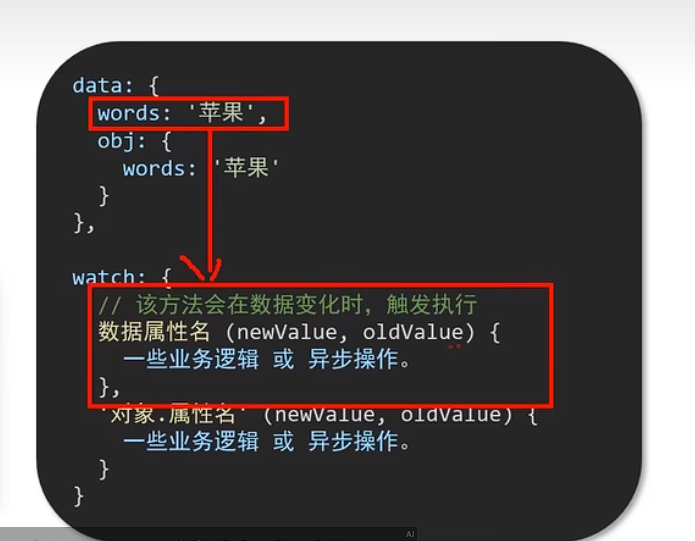 data: {
words: '苹果',
obj: {
words: '苹果'
}
},
watch: {
// 该方法会在数据变化时，触发执行
数据属性名 (newValue, oldValue) {
一些业务逻辑 或 异步操作。
},
'对象.属性名' (newValue, oldValue) {
一些业务逻辑 或 异步操作。
}
}
AI